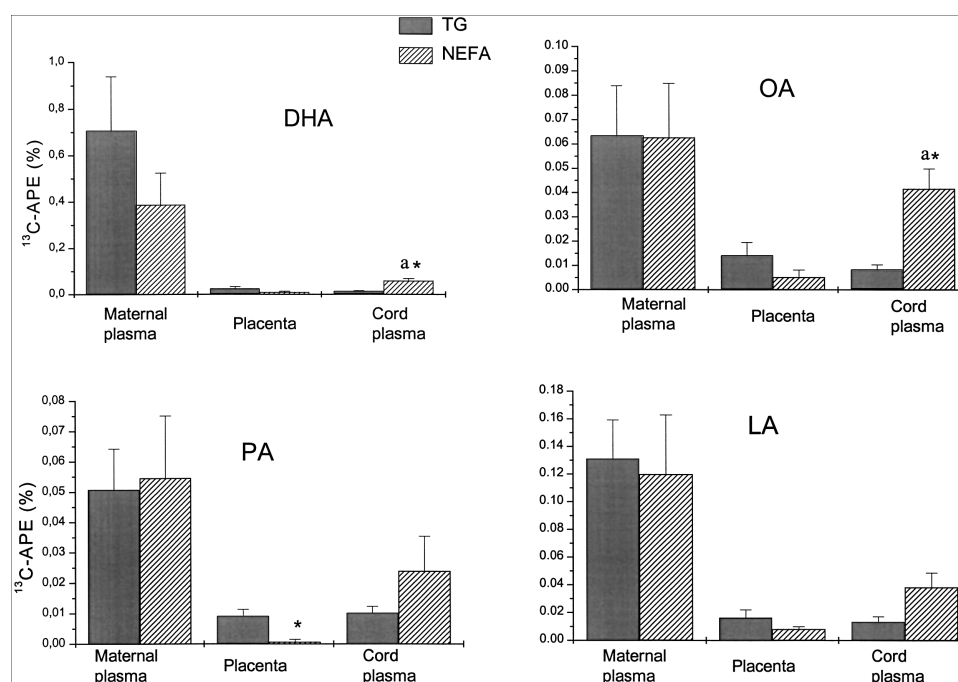 TG
NEFA
DHA
¹³C-APE (%)
1,0
0,8
0,6
0,4
0,2
0,0
a*
Maternal
plasma
Placenta
Cord
plasma
OA
0.10
0.09
0.08
0.07
0.06
0.05
0.04
0.03
0.02
0.01
0.00
a*
Maternal
plasma
Placenta
Cord
plasma
PA
¹³C-APE (%)
0,08
0,07
0,06
0,05
0,04
0,03
0,02
0,01
0,00
*
Maternal
plasma
Placenta
Cord
plasma
LA
0.18
0.16
0.14
0.12
0.10
0.08
0.06
0.04
0.02
0.00
Maternal
plasma
Placenta
Cord
plasma